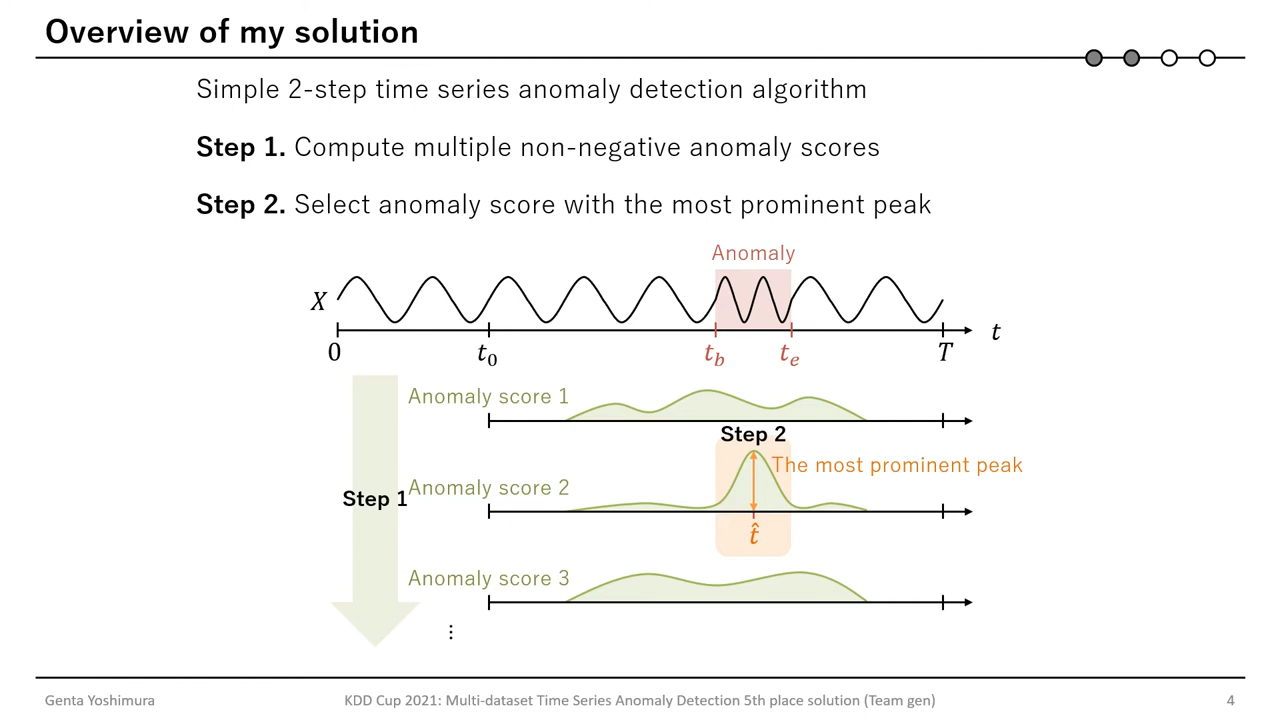 Overview of my solution
Simple 2-step time series anomaly detection algorithm
Step 1. Compute multiple non-negative anomaly scores
Step 2. Select anomaly score with the most prominent peak
Anomaly
X
t
0
t₀
t_b
t_e
T
Anomaly score 1
Step 2
The most prominent peak
Step 1
Anomaly score 2
t̂
Anomaly score 3
⋮
Genta Yoshimura
KDD Cup 2021: Multi-dataset Time Series Anomaly Detection 5th place solution (Team gen)
4